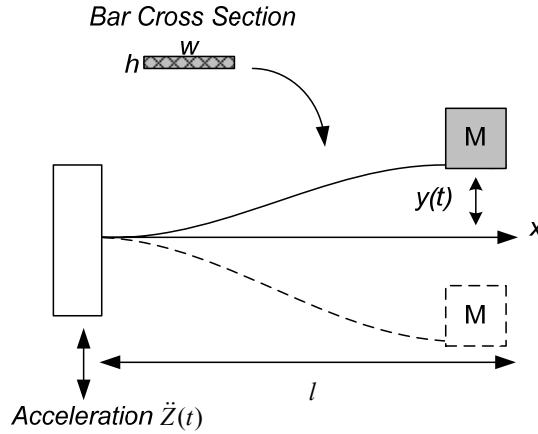 Bar Cross Section
w
h
M
y(t)
x
M
l
Acceleration Z̈(t)